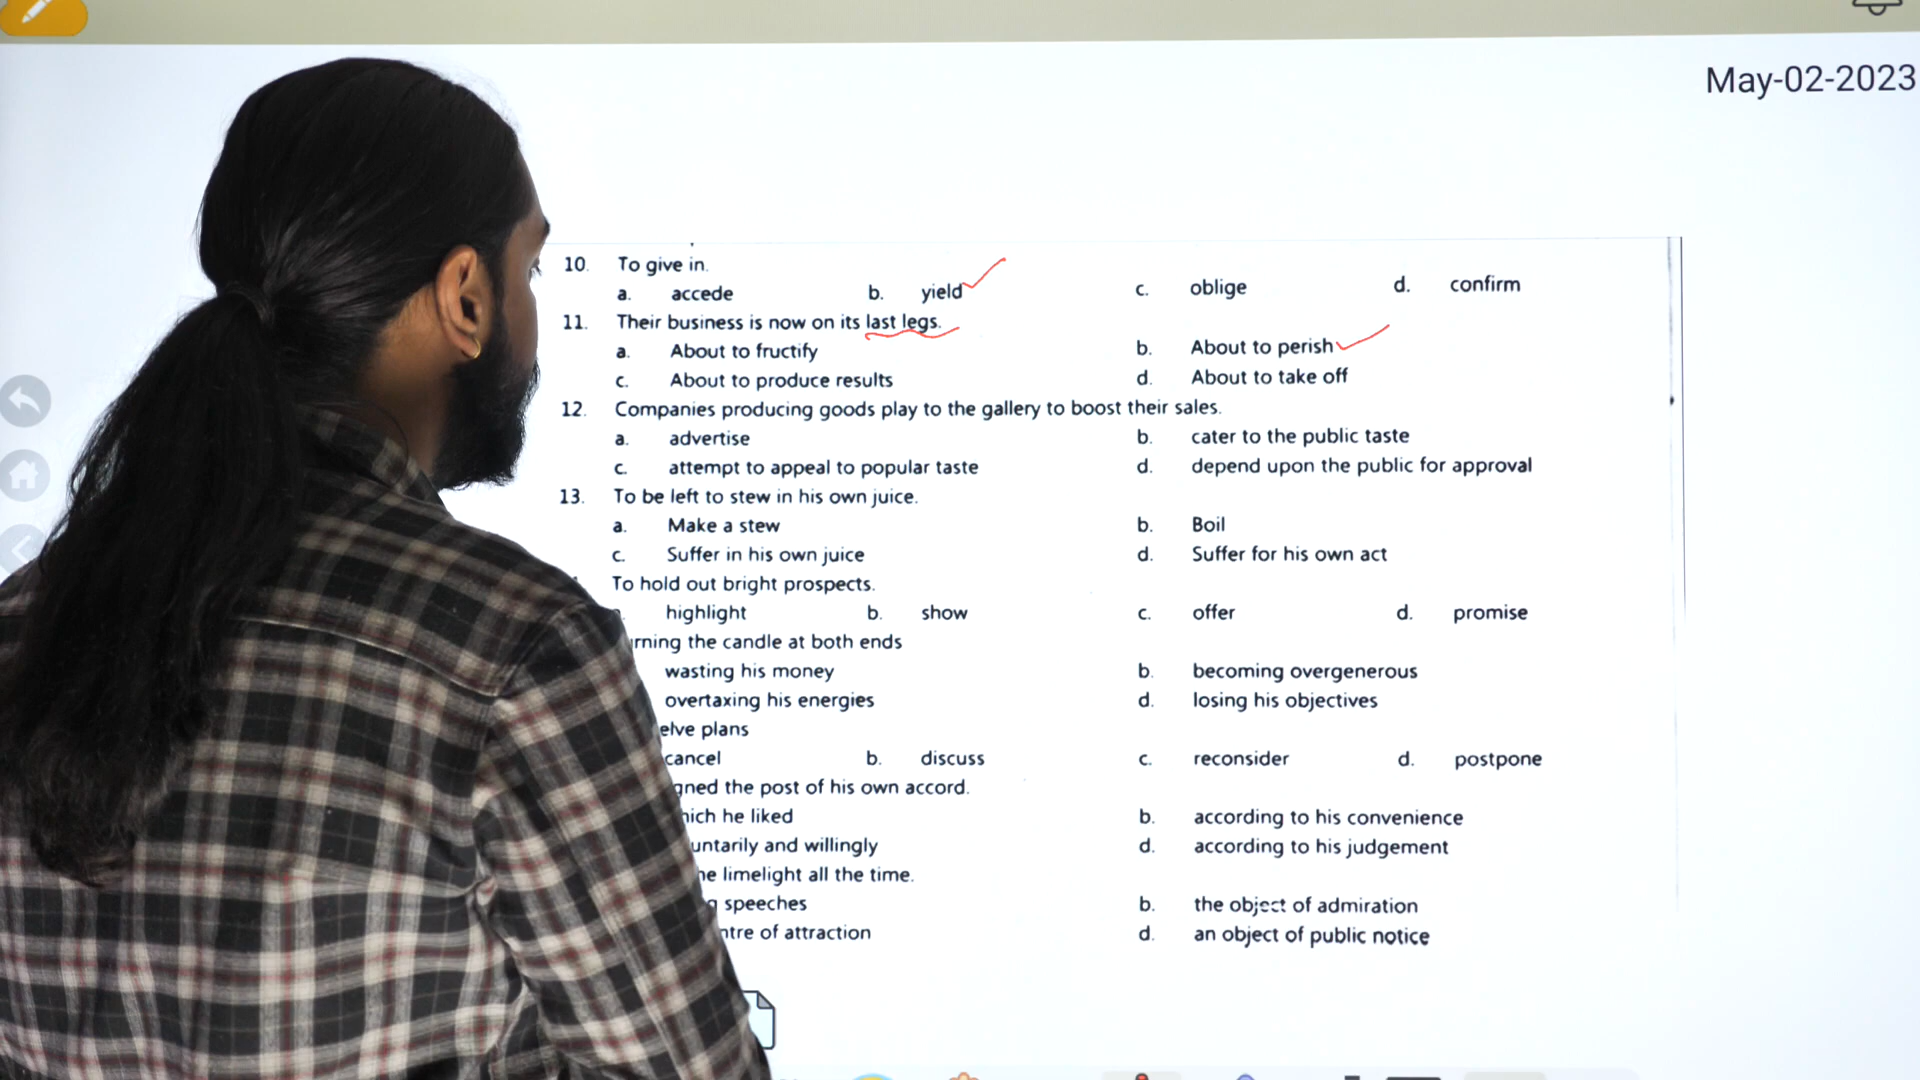 May-02-2023
10. To give in.
a. accede b. yield c. oblige d. confirm
11. Their business is now on its last legs.
a. About to fructify b. About to perish
c. About to produce results d. About to take off
12. Companies producing goods play to the gallery to boost their sales.
a. advertise b. cater to the public taste
c. attempt to appeal to popular taste d. depend upon the public for approval
13. To be left to stew in his own juice.
a. Make a stew b. Boil
c. Suffer in his own juice d. Suffer for his own act
To hold out bright prospects.
highlight b. show c. offer d. promise
the candle at both ends
wasting his money b. becoming overgenerous
overtaxing his energies d. losing his objectives
plans
cancel b. discuss c. reconsider d. postpone
the post of his own accord.
he liked b. according to his convenience
and willingly d. according to his judgement
limelight all the time.
speeches b. the object of admiration
of attraction d. an object of public notice